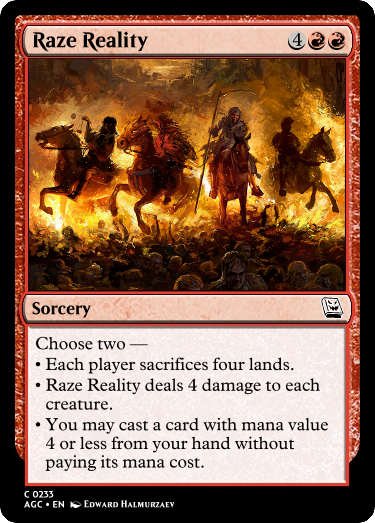 Raze Reality 4
Sorcery
Choose two —
• Each player sacrifices four lands.
• Raze Reality deals 4 damage to each
creature.
• You may cast a card with mana value
4 or less from your hand without
paying its mana cost.
C 0233
AGC • EN Edward Halmurzaev